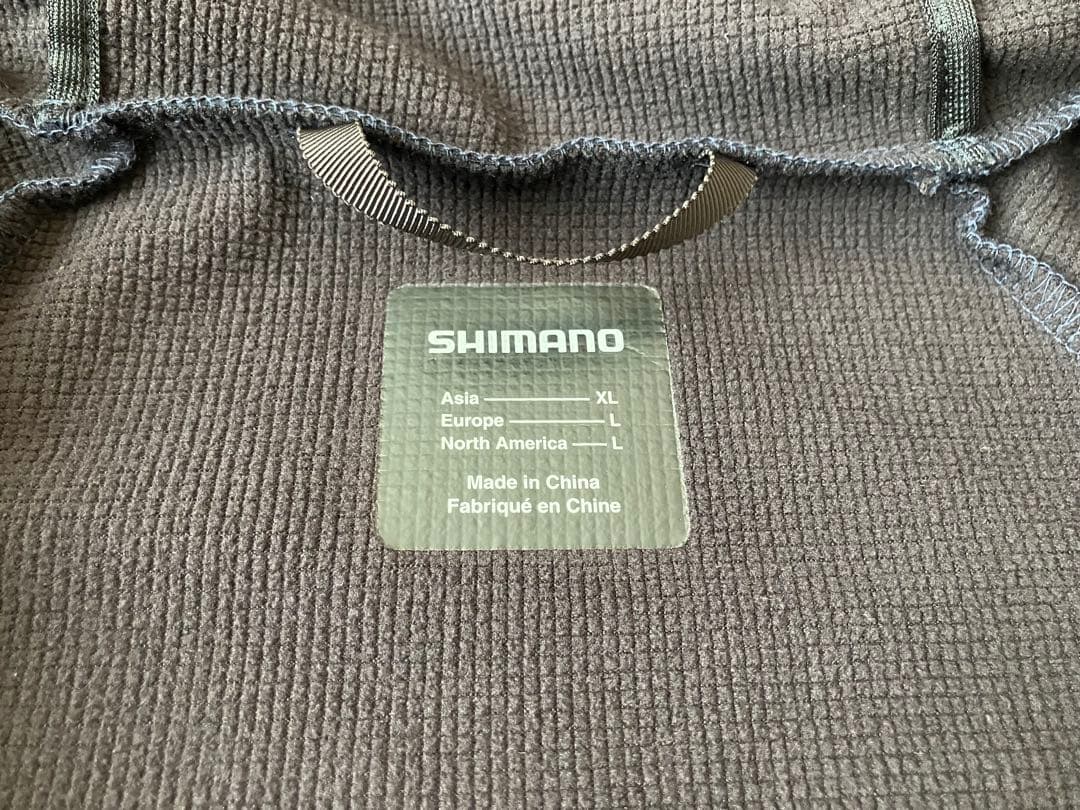 SHIMANO
Asia XL
Europe L
North America L
Made in China
Fabriqué en Chine